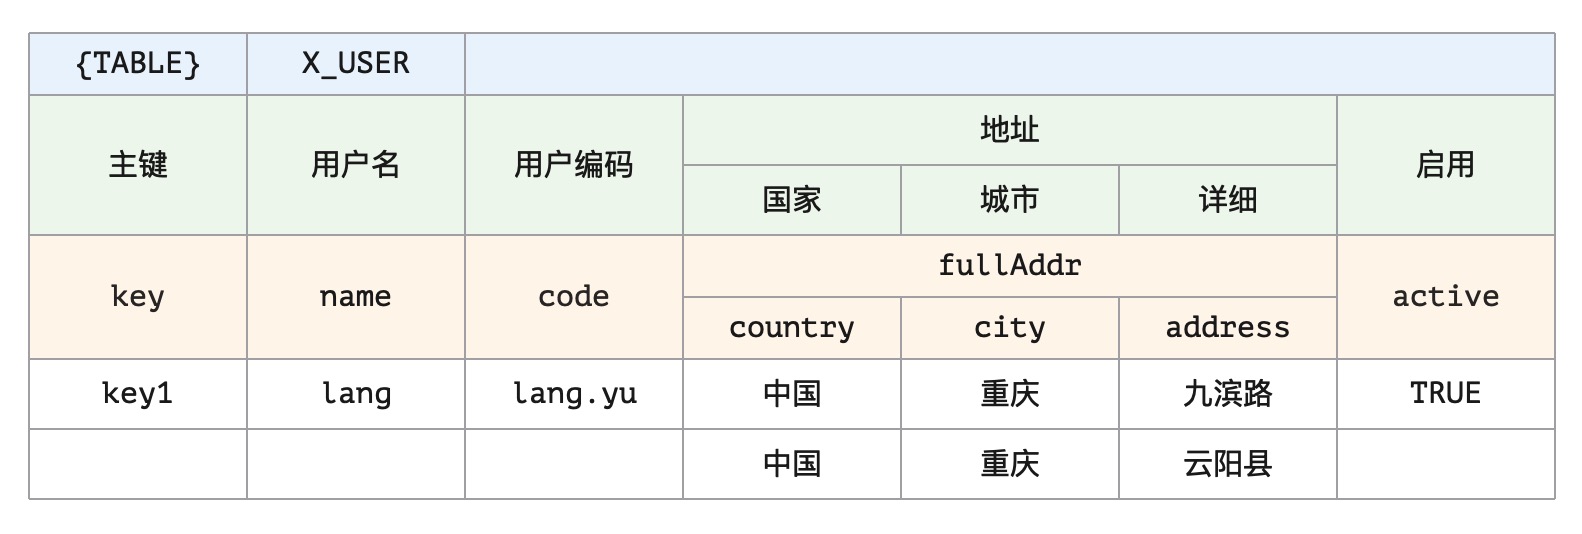 {TABLE} X_USER
主键 用户名 用户编码 地址 启用
国家 城市 详细
key name code fullAddr active
country city address
key1 lang lang.yu 中国 重庆 九滨路 TRUE
中国 重庆 云阳县